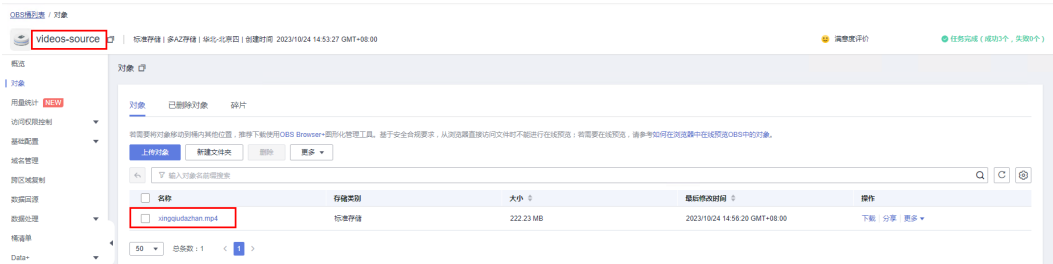 OBS桶列表 / 对象
videos-source | 标准存储 | 多AZ存储 | 华北-北京四 | 创建时间 2023/10/24 14:53:27 GMT+08:00 满意度评价 任务完成 ( 成功3个，失败0个 )
概览
对象
用量统计 NEW
访问权限控制
基础配置
域名管理
跨区域复制
数据回源
数据处理
桶清单
Data+
对象
对象 已删除对象 碎片
若需要将对象移动到桶内其他位置，推荐下载使用OBS Browser+图形化管理工具。基于安全合规要求，从浏览器直接访问文件时不能进行在线预览；若需要在线预览，请参考如何在浏览器中在线预览OBS中的对象。
上传对象 新建文件夹 删除 更多
输入对象名前缀搜索
名称 存储类别 大小 最后修改时间 操作
xingqiudazhan.mp4 标准存储 222.23 MB 2023/10/24 14:56:20 GMT+08:00 下载 分享 更多
50 总条数：1 < 1 >